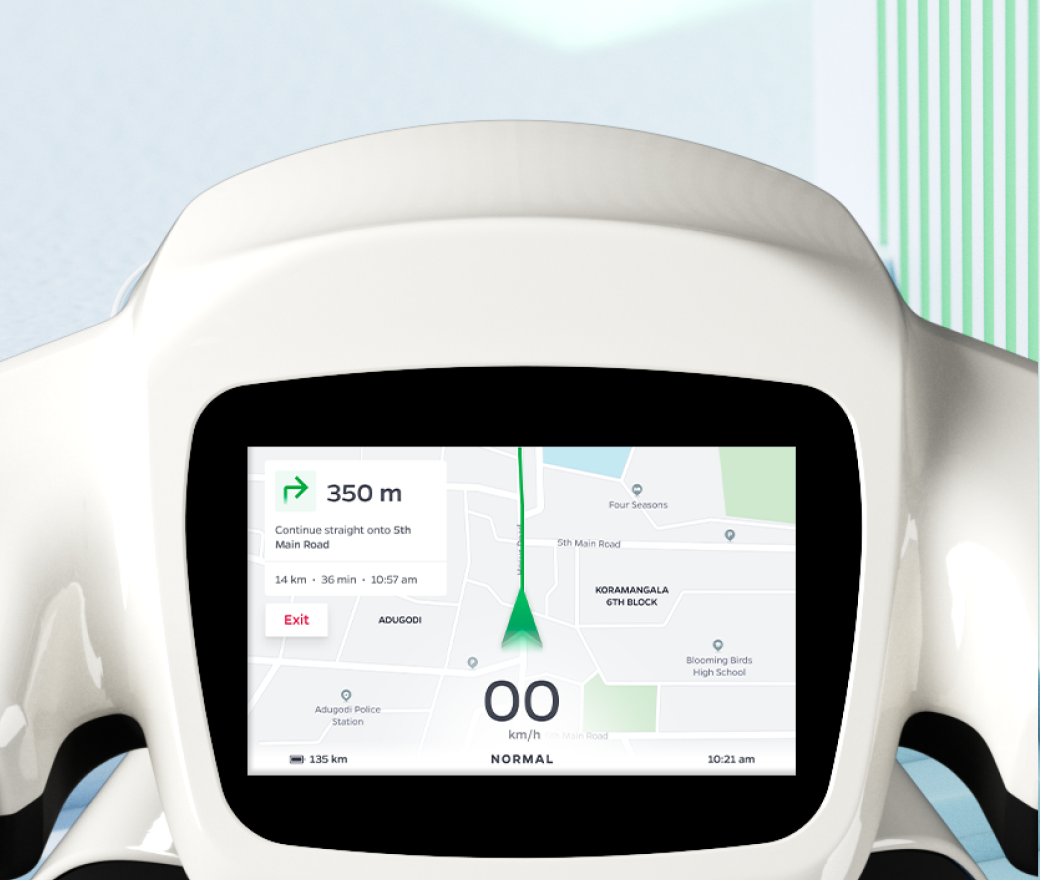 350 m
Continue straight onto 5th
Main Road
14 km · 36 min · 10:57 am
Exit
Four Seasons
5th Main Road
KORAMANGALA
6TH BLOCK
ADUGODI
Blooming Birds
High School
Adugodi Police
Station
00
km/h
Main Road
135 km
NORMAL
10:21 am